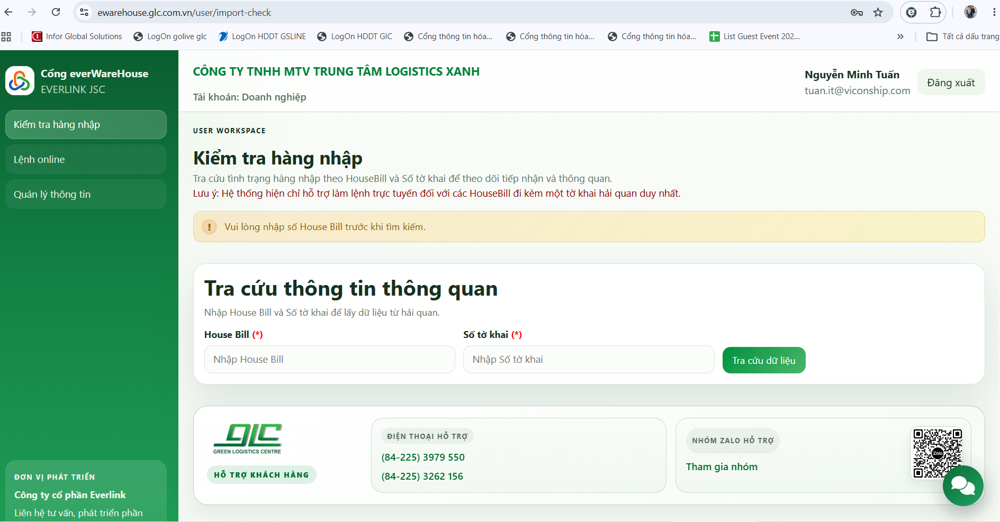 ewarehouse.glc.com.vn/user/import-check
Infor Global Solutions
LogOn golive glc
LogOn HDDT GSLINE
LogOn HDDT GIC
Cổng thông tin hóa...
Cổng thông tin hóa...
Cổng thông tin hóa...
List Guest Event 202...
Tất cả dấu trang
Cổng everWareHouse
EVERLINK JSC
Kiểm tra hàng nhập
Lệnh online
Quản lý thông tin
ĐƠN VỊ PHÁT TRIỂN
Công ty cổ phần Everlink
Liên hệ tư vấn, phát triển phần
CÔNG TY TNHH MTV TRUNG TÂM LOGISTICS XANH
Tài khoản: Doanh nghiệp
Nguyễn Minh Tuấn
tuan.it@viconship.com
Đăng xuất
USER WORKSPACE
Kiểm tra hàng nhập
Tra cứu tình trạng hàng nhập theo HouseBill và Số tờ khai để theo dõi tiếp nhận và thông quan.
Lưu ý: Hệ thống hiện chỉ hỗ trợ làm lệnh trực tuyến đối với các HouseBill đi kèm một tờ khai hải quan duy nhất.
Vui lòng nhập số House Bill trước khi tìm kiếm.
Tra cứu thông tin thông quan
Nhập House Bill và Số tờ khai để lấy dữ liệu từ hải quan.
House Bill (*)
Số tờ khai (*)
Nhập House Bill
Nhập Số tờ khai
Tra cứu dữ liệu
GLC
GREEN LOGISTICS CENTRE
HỖ TRỢ KHÁCH HÀNG
ĐIỆN THOẠI HỖ TRỢ
(84-225) 3979 550
(84-225) 3262 156
NHÓM ZALO HỖ TRỢ
Tham gia nhóm
Zalo